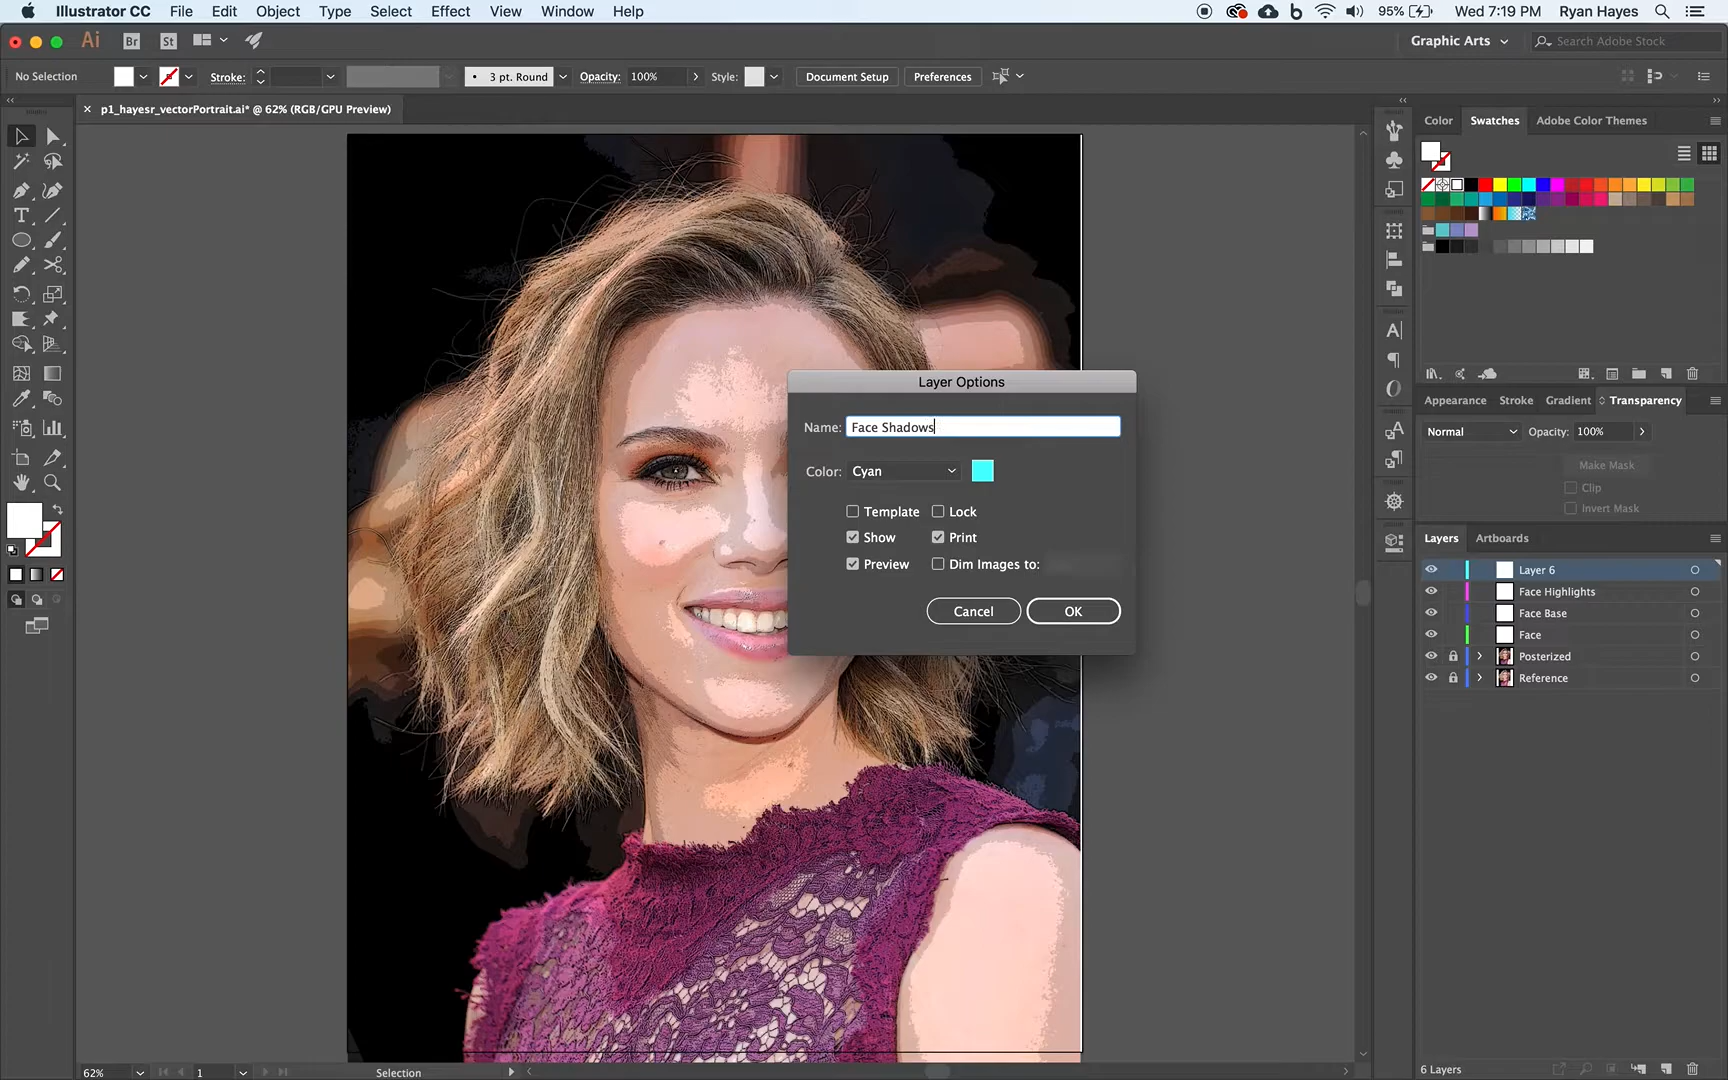 Illustrator CC File Edit Object Type Select Effect View Window Help 95% Wed 7:19 PM Ryan Hayes
Ai Br St Graphic Arts Search Adobe Stock
No Selection Stroke: 3 pt. Round Opacity: 100% Style: Document Setup Preferences
p1_hayesr_vectorPortrait.ai* @ 62% (RGB/GPU Preview)
Color Swatches Adobe Color Themes
Layer Options
Name: Face Shadows
Color: Cyan
Template Lock
Show Print
Preview Dim Images to:
Cancel OK
Appearance Stroke Gradient Transparency
Normal Opacity: 100%
Make Mask
Clip
Invert Mask
Layers Artboards
Layer 6
Face Highlights
Face Base
Face
Posterized
Reference
6 Layers
62% 1 Selection